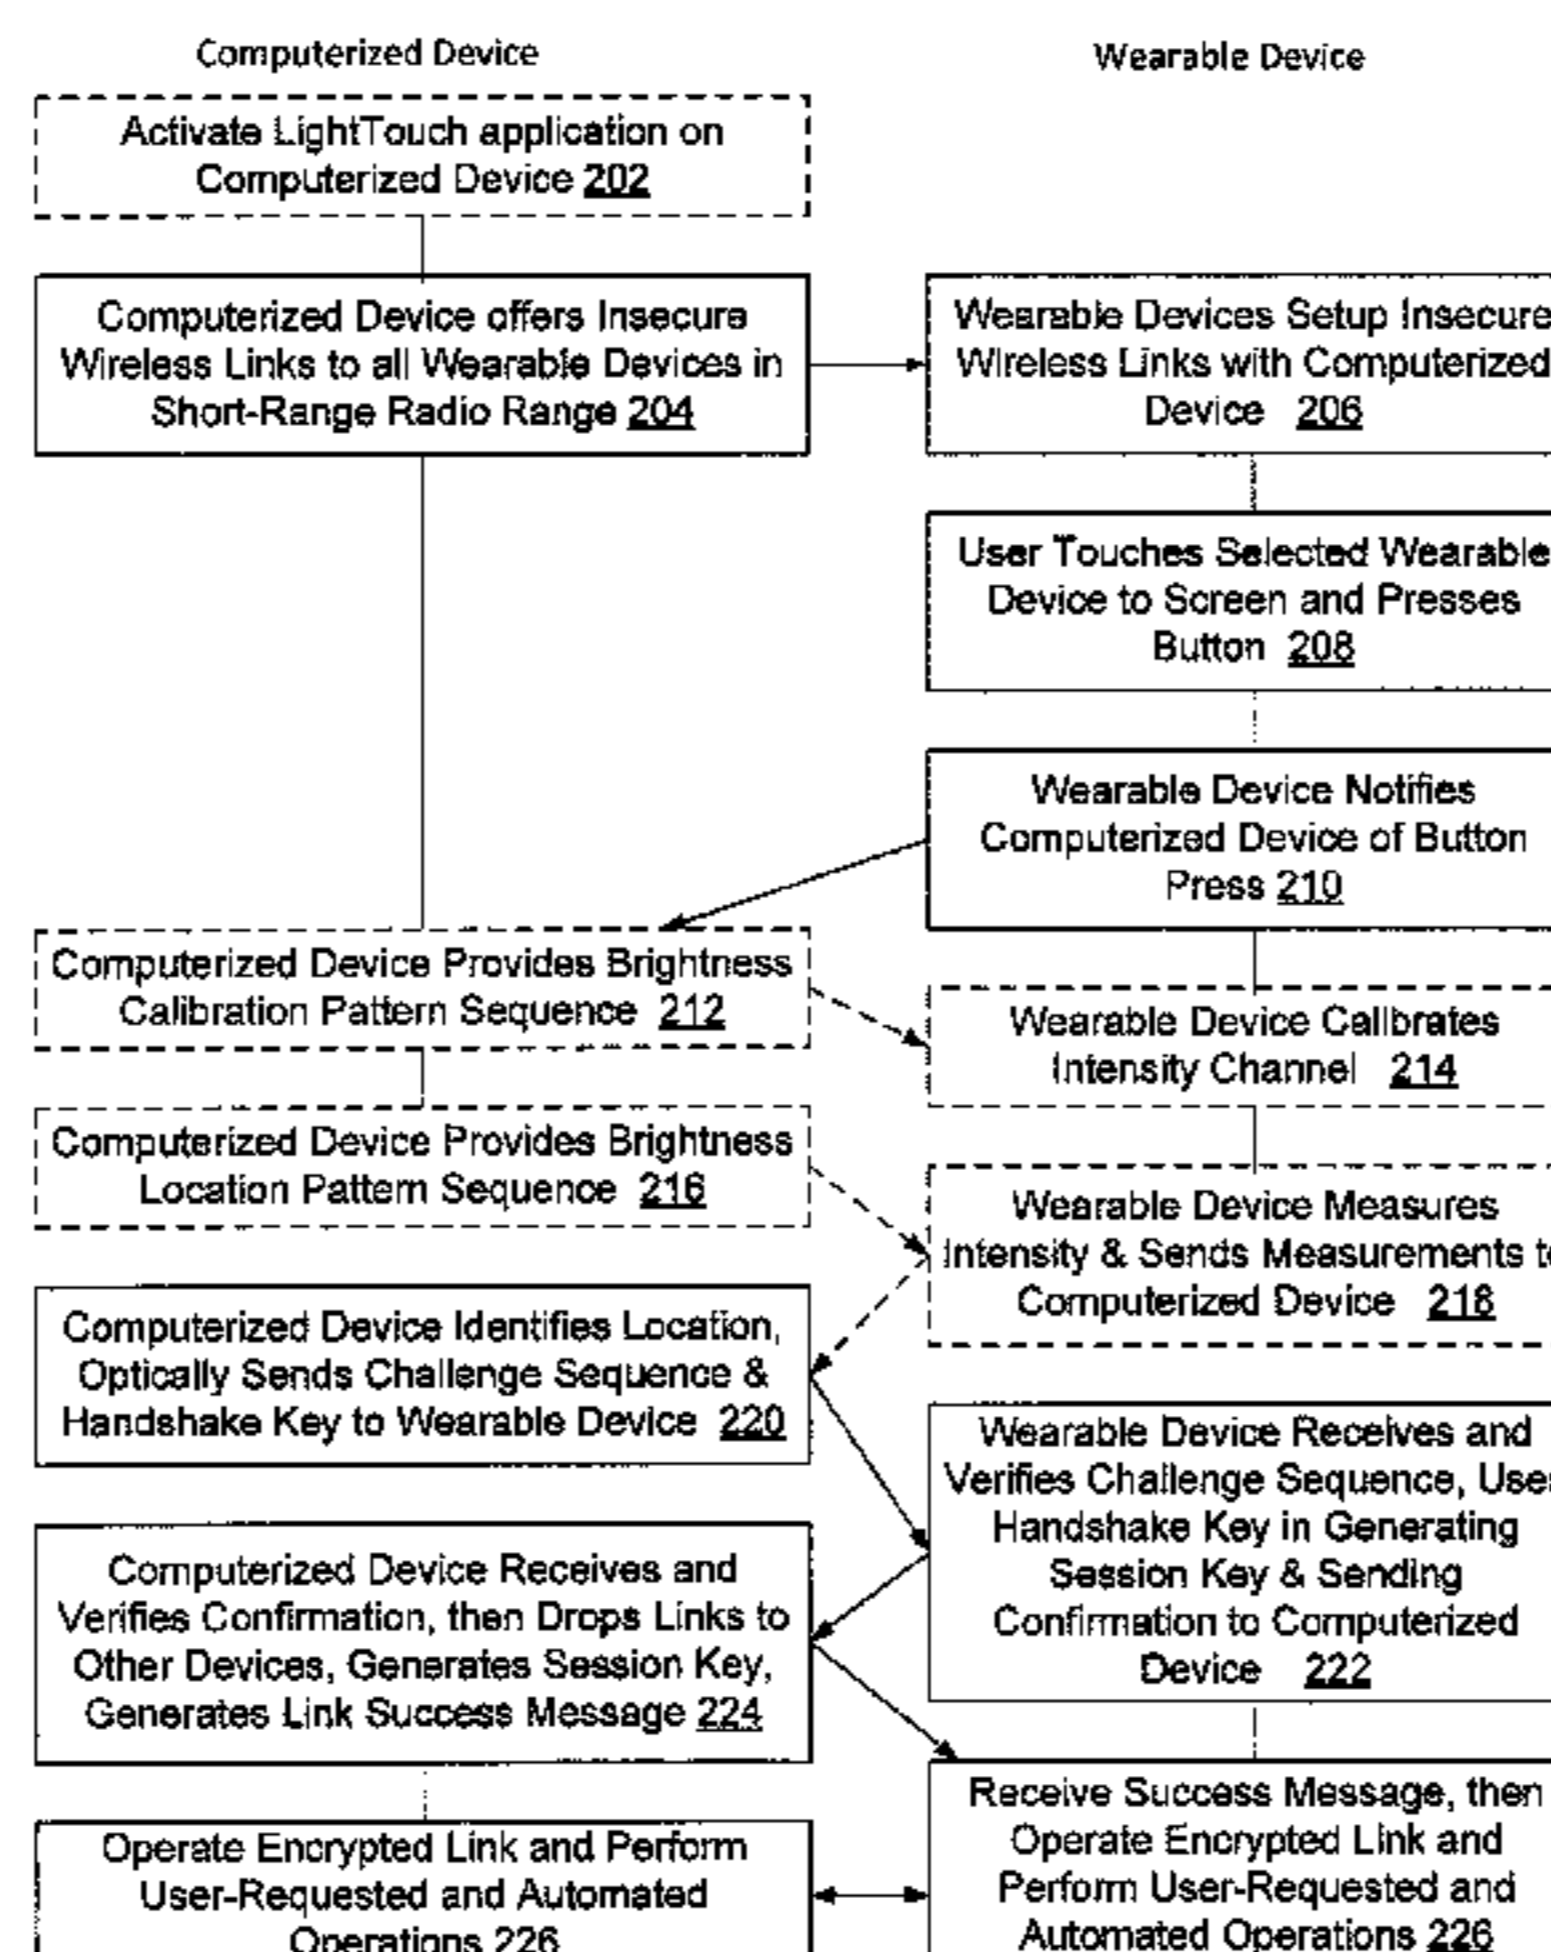 Computerized Device
Wearable Device
Activate LightTouch application on
Computerized Device 202
Computerized Device offers Insecure
Wireless Links to all Wearable Devices in
Short-Range Radio Range 204
Wearable Devices Setup Insecure
Wireless Links with Computerized
Device 206
User Touches Selected Wearable
Device to Screen and Presses
Button 208
Wearable Device Notifies
Computerized Device of Button
Press 210
Computerized Device Provides Brightness
Calibration Pattern Sequence 212
Wearable Device Calibrates
Intensity Channel 214
Computerized Device Provides Brightness
Location Pattern Sequence 216
Wearable Device Measures
Intensity & Sends Measurements to
Computerized Device 218
Computerized Device Identifies Location,
Optically Sends Challenge Sequence &
Handshake Key to Wearable Device 220
Wearable Device Receives and
Verifies Challenge Sequence, Uses
Handshake Key in Generating
Session Key & Sending
Confirmation to Computerized
Device 222
Computerized Device Receives and
Verifies Confirmation, then Drops Links to
Other Devices, Generates Session Key,
Generates Link Success Message 224
Receive Success Message, then
Operate Encrypted Link and
Perform User-Requested and
Automated Operations 226
Operate Encrypted Link and Perform
User-Requested and Automated
Operations 226